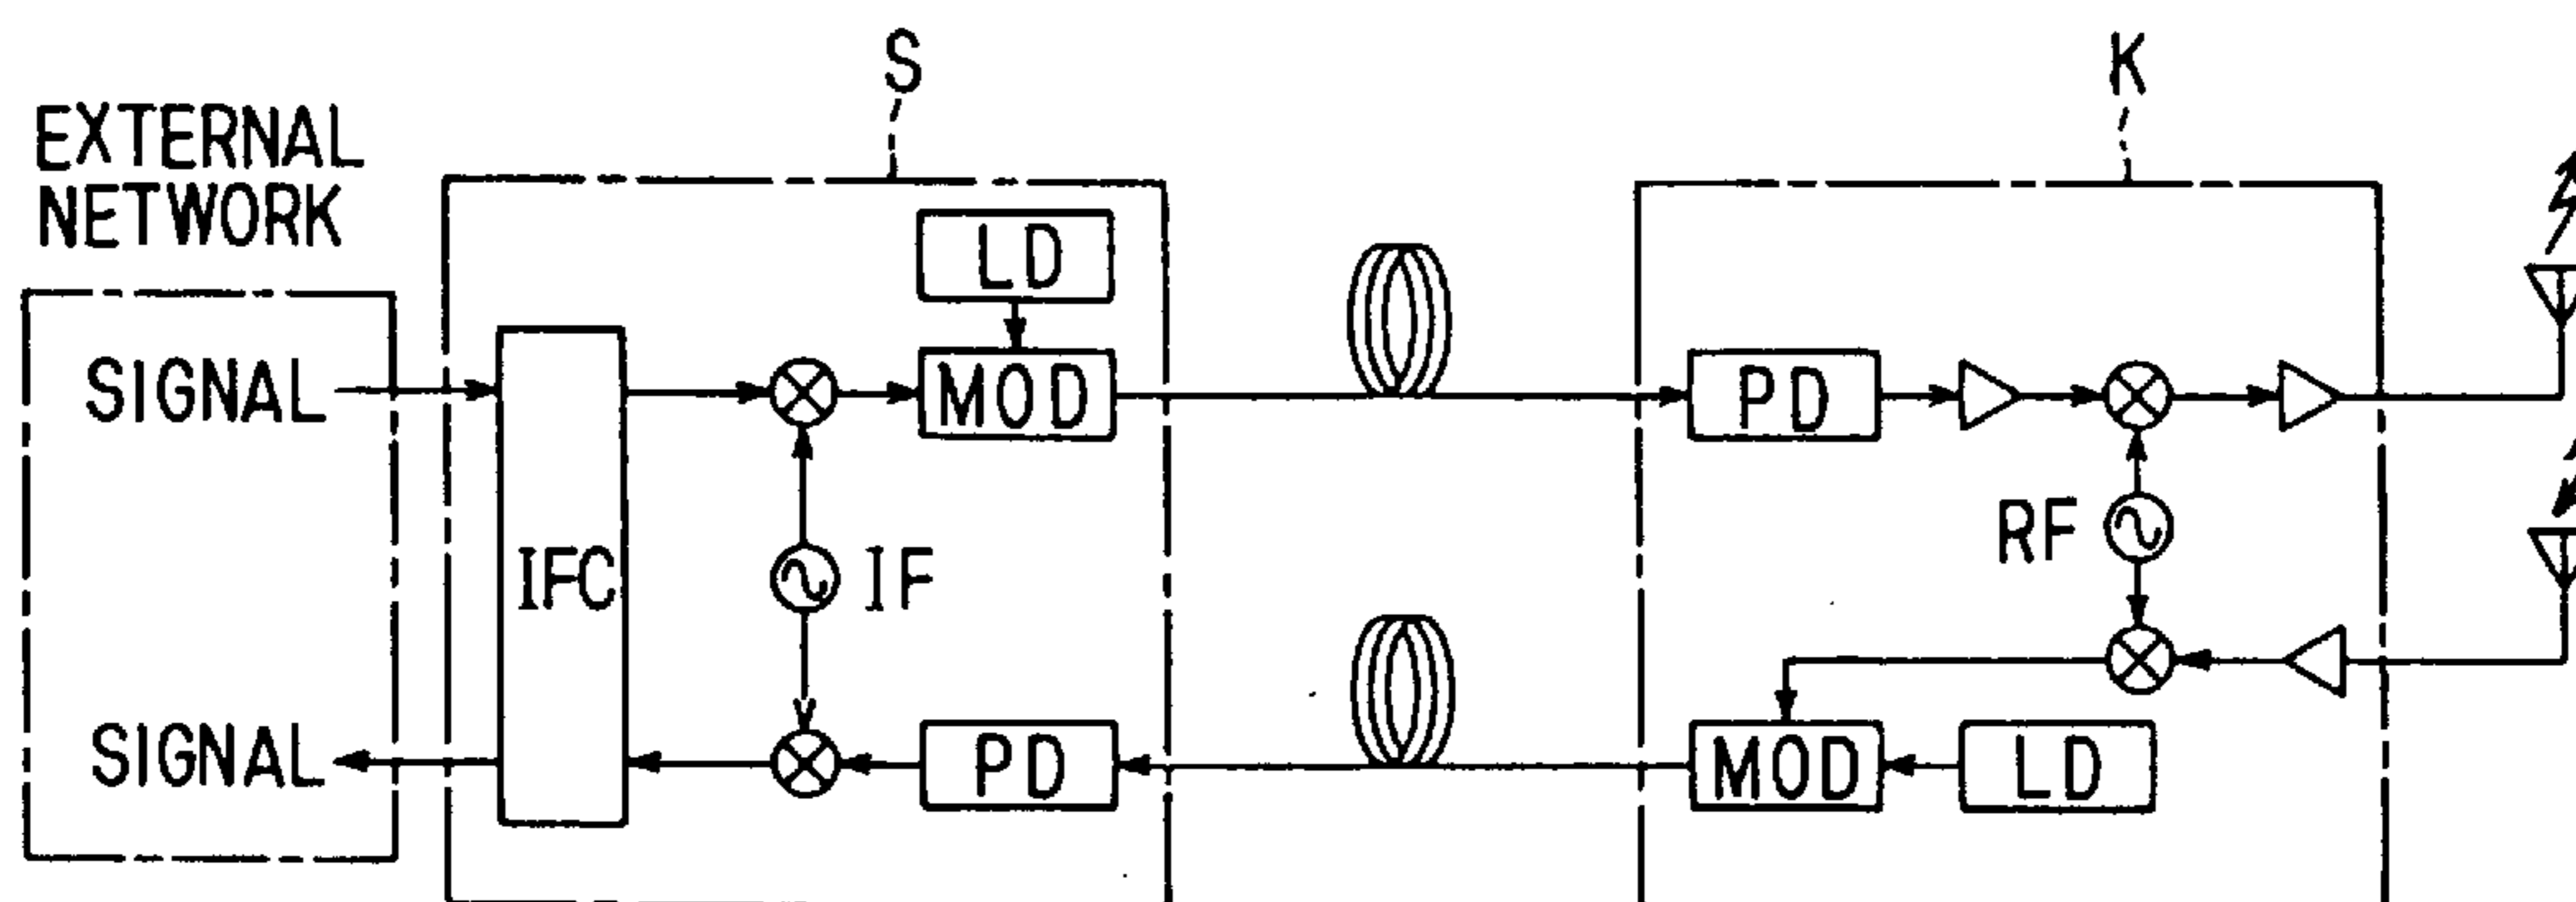 S
K
EXTERNAL
NETWORK
LD
SIGNAL
MOD
PD
RF
IFC
IF
SIGNAL
PD
MOD
LD